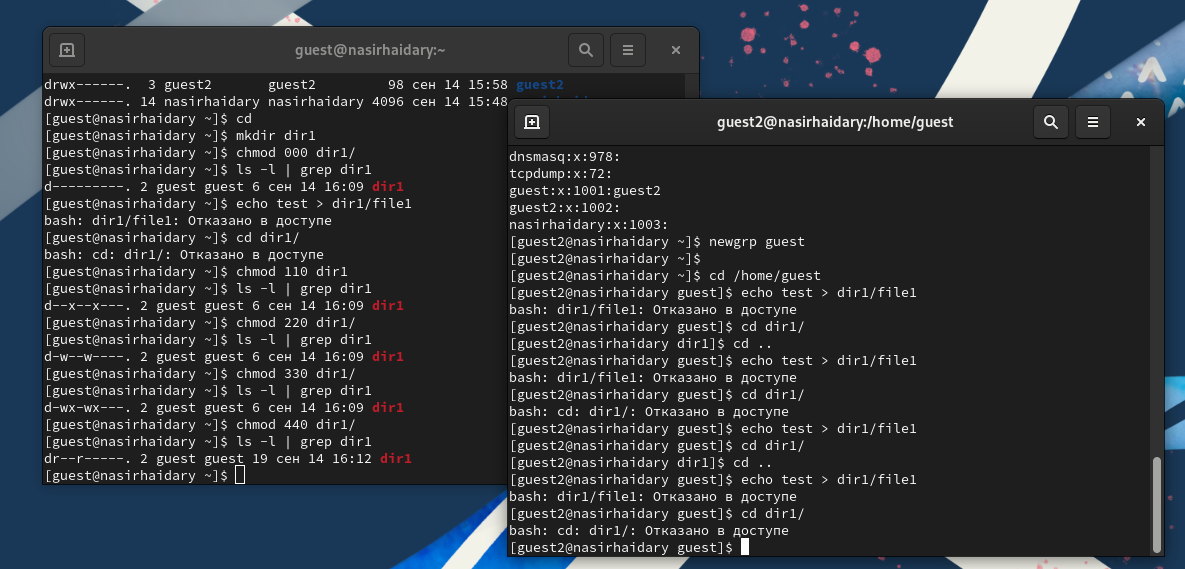 guest@nasirhaidary:~
drwx------.  3 guest2       guest2         98 сен 14 15:58 guest2
drwx------. 14 nasirhaidary nasirhaidary 4096 сен 14 15:48
[guest@nasirhaidary ~]$ cd
[guest@nasirhaidary ~]$ mkdir dir1
[guest@nasirhaidary ~]$ chmod 000 dir1/
[guest@nasirhaidary ~]$ ls -l | grep dir1
d---------. 2 guest guest 6 сен 14 16:09 dir1
[guest@nasirhaidary ~]$ echo test > dir1/file1
bash: dir1/file1: Отказано в доступе
[guest@nasirhaidary ~]$ cd dir1/
bash: cd: dir1/: Отказано в доступе
[guest@nasirhaidary ~]$ chmod 110 dir1
[guest@nasirhaidary ~]$ ls -l | grep dir1
d--x--x---. 2 guest guest 6 сен 14 16:09 dir1
[guest@nasirhaidary ~]$ chmod 220 dir1/
[guest@nasirhaidary ~]$ ls -l | grep dir1
d-w--w----. 2 guest guest 6 сен 14 16:09 dir1
[guest@nasirhaidary ~]$ chmod 330 dir1/
[guest@nasirhaidary ~]$ ls -l | grep dir1
d-wx-wx---. 2 guest guest 6 сен 14 16:09 dir1
[guest@nasirhaidary ~]$ chmod 440 dir1/
[guest@nasirhaidary ~]$ ls -l | grep dir1
dr--r-----. 2 guest guest 19 сен 14 16:12 dir1
[guest@nasirhaidary ~]$
guest2@nasirhaidary:/home/guest
dnsmasq:x:978:
tcpdump:x:72:
guest:x:1001:guest2
guest2:x:1002:
nasirhaidary:x:1003:
[guest2@nasirhaidary ~]$ newgrp guest
[guest2@nasirhaidary ~]$
[guest2@nasirhaidary ~]$ cd /home/guest
[guest2@nasirhaidary guest]$ echo test > dir1/file1
bash: dir1/file1: Отказано в доступе
[guest2@nasirhaidary guest]$ cd dir1/
[guest2@nasirhaidary dir1]$ cd ..
[guest2@nasirhaidary guest]$ echo test > dir1/file1
bash: dir1/file1: Отказано в доступе
[guest2@nasirhaidary guest]$ cd dir1/
bash: cd: dir1/: Отказано в доступе
[guest2@nasirhaidary guest]$ echo test > dir1/file1
[guest2@nasirhaidary guest]$ cd dir1/
[guest2@nasirhaidary dir1]$ cd ..
[guest2@nasirhaidary guest]$ echo test > dir1/file1
bash: dir1/file1: Отказано в доступе
[guest2@nasirhaidary guest]$ cd dir1/
bash: cd: dir1/: Отказано в доступе
[guest2@nasirhaidary guest]$